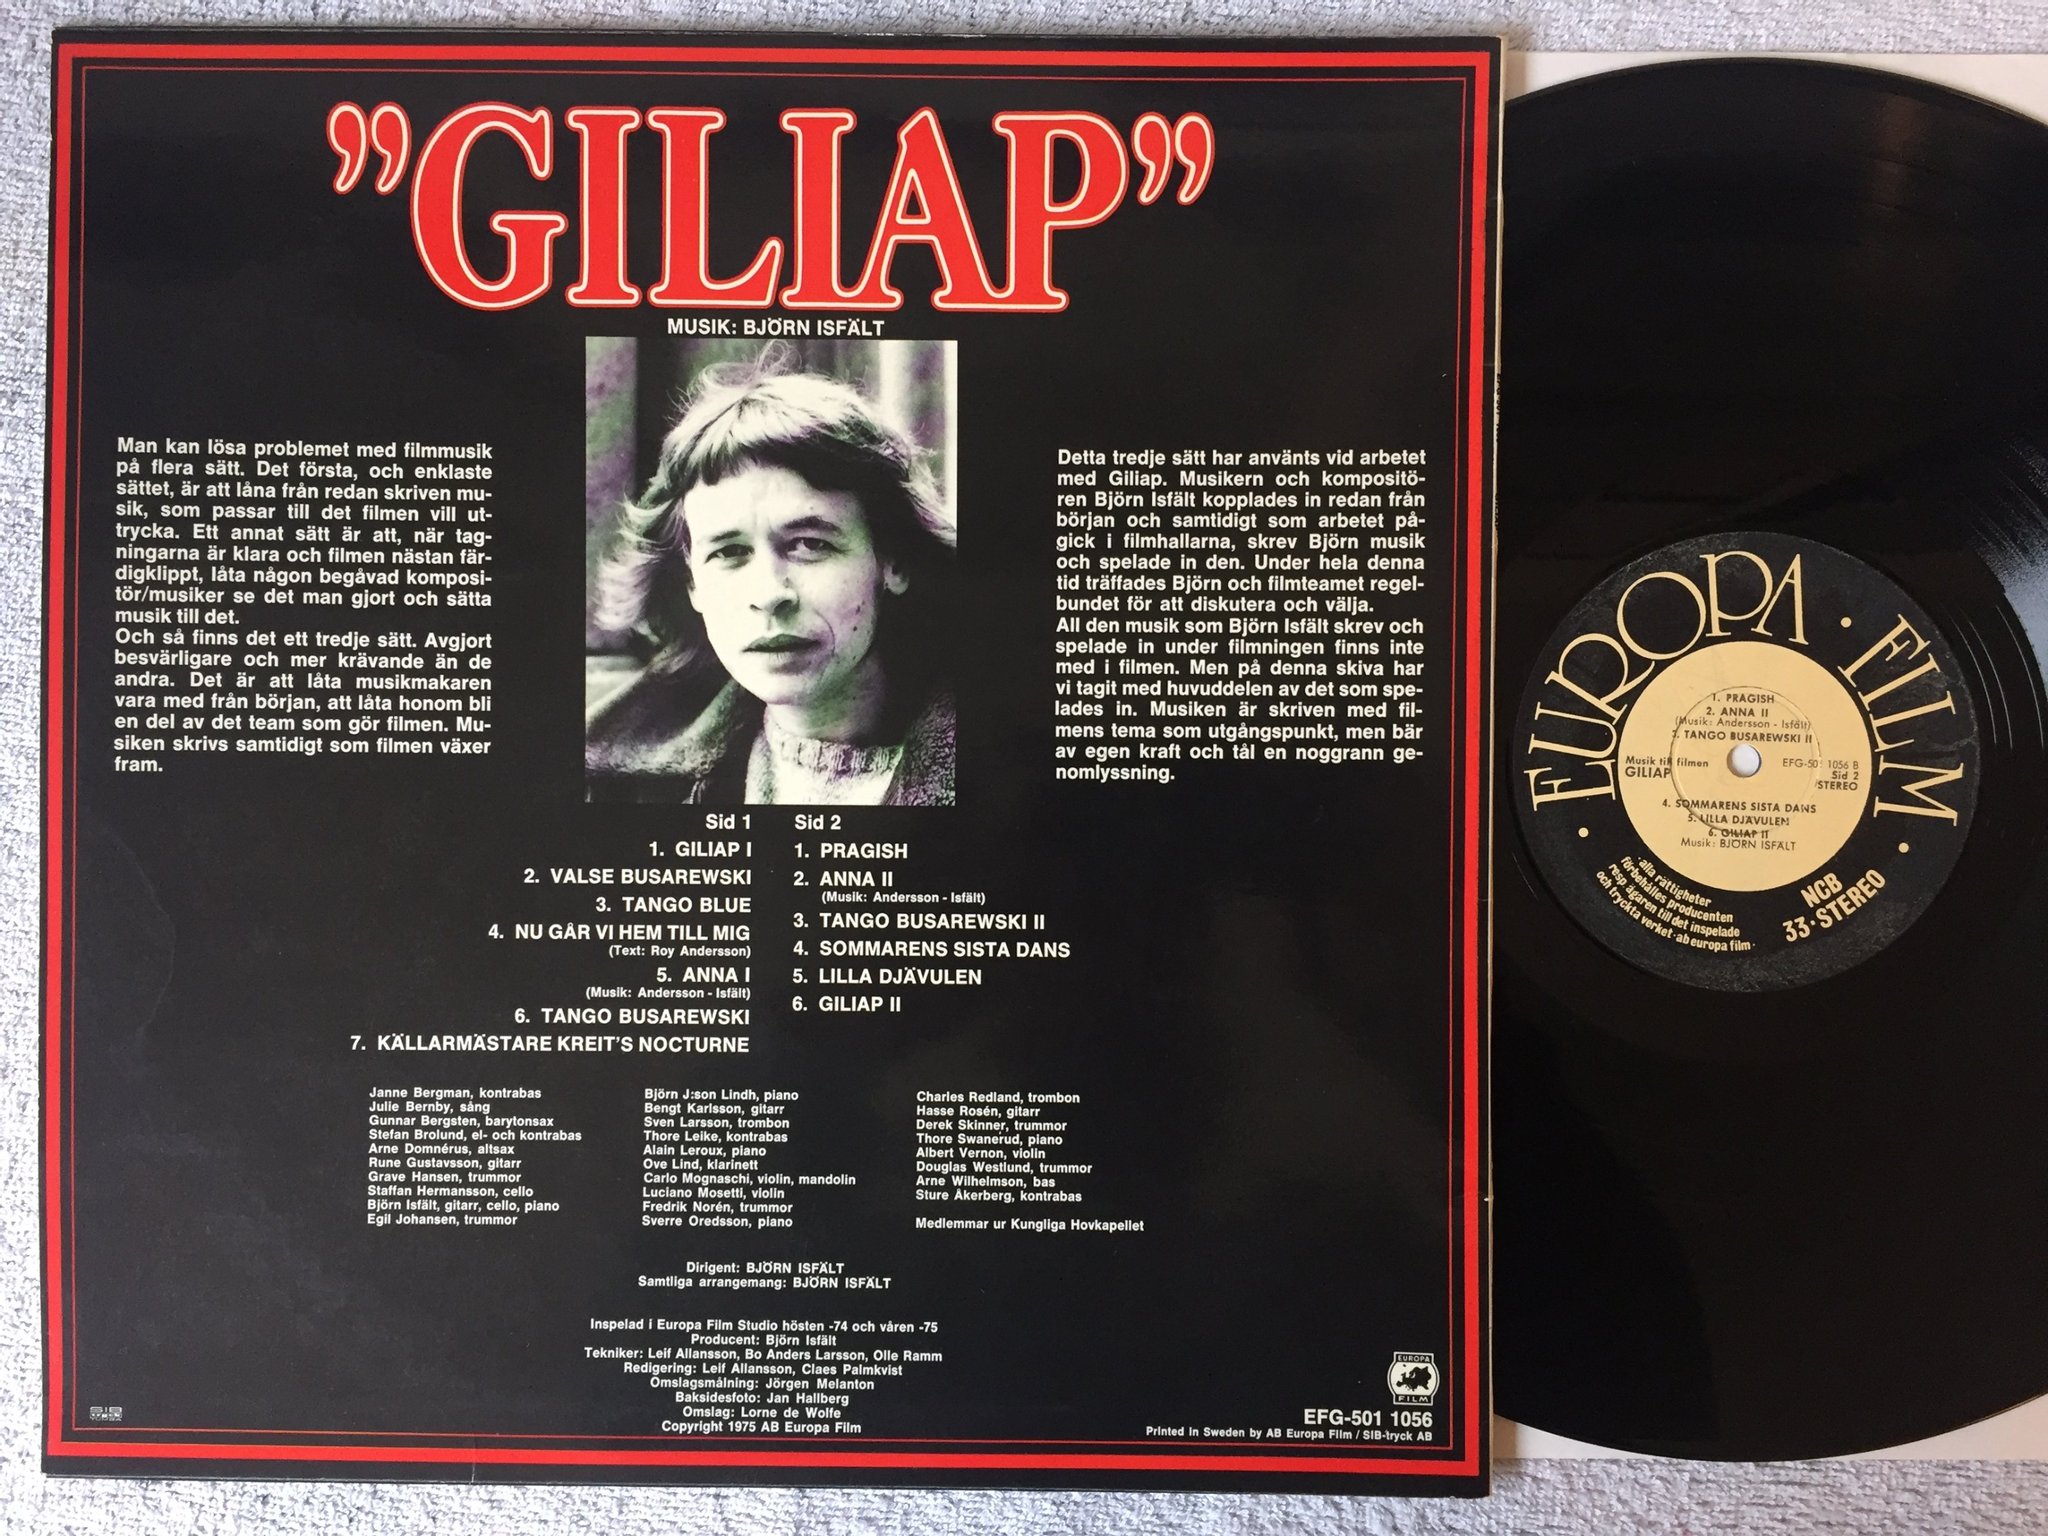 "GILIAP"
MUSIK: BJÖRN ISFÄLT
Man kan lösa problemet med filmmusik
på flera sätt. Det första, och enklaste
sättet, är att låna från redan skriven mu-
sik, som passar till det filmen vill ut-
trycka. Ett annat sätt är att, när tag-
ningarna är klara och filmen nästan fär-
digklippt, låta någon begåvad komposi-
tör/musiker se det man gjort och sätta
musik till det.
Och så finns det ett tredje sätt. Avgjort
besvärligare och mer krävande än de
andra. Det är att låta musikmakaren
vara med från början, att låta honom bli
en del av det team som gör filmen. Mu-
siken skrivs samtidigt som filmen växer
fram.
Detta tredje sätt har använts vid arbetet
med Giliap. Musikern och kompositö-
ren Björn Isfält kopplades in redan från
början och samtidigt som arbetet på-
gick i filmhallarna, skrev Björn musik
och spelade in den. Under hela denna
tid träffades Björn och filmteamet regel-
bundet för att diskutera och välja.
All den musik som Björn Isfält skrev och
spelade in under filmningen finns inte
med i filmen. Men på denna skiva har
vi tagit med huvuddelen av det som spe-
lades in. Musiken är skriven med fil-
mens tema som utgångspunkt, men bär
av egen kraft och tål en noggrann ge-
nomlyssning.
Sid 1
1. GILIAP I
2. VALSE BUSAREWSKI
3. TANGO BLUE
4. NU GÅR VI HEM TILL MIG
(Text: Roy Andersson)
5. ANNA I
(Musik: Andersson - Isfält)
6. TANGO BUSAREWSKI
7. KÄLLARMÄSTARE KREIT'S NOCTURNE
Sid 2
1. PRAGISH
2. ANNA II
(Musik: Andersson - Isfält)
3. TANGO BUSAREWSKI II
4. SOMMARENS SISTA DANS
5. LILLA DJÄVULEN
6. GILIAP II
Janne Bergman, kontrabas
Julie Bernby, sång
Gunnar Bergsten, barytonsax
Stefan Brolund, el- och kontrabas
Arne Domnérus, altsax
Rune Gustavsson, gitarr
Grave Hansen, trummor
Staffan Hermansson, cello
Björn Isfält, gitarr, cello, piano
Egil Johansen, trummor
Björn J:son Lindh, piano
Bengt Karlsson, gitarr
Sven Larsson, trombon
Thore Leike, kontrabas
Alain Leroux, piano
Ove Lind, klarinett
Carlo Mognaschi, violin, mandolin
Luciano Mosetti, violin
Fredrik Norén, trummor
Sverre Oredsson, piano
Charles Redland, trombon
Hasse Rosén, gitarr
Derek Skinner, trummor
Thore Swanerud, piano
Albert Vernon, violin
Douglas Westlund, trummor
Arne Wilhelmson, bas
Sture Åkerberg, kontrabas
Medlemmar ur Kungliga Hovkapellet
Dirigent: BJÖRN ISFÄLT
Samtliga arrangemang: BJÖRN ISFÄLT
Inspelad i Europa Film Studio hösten -74 och våren -75
Producent: Björn Isfält
Tekniker: Leif Allansson, Bo Anders Larsson, Olle Ramm
Redigering: Leif Allansson, Claes Palmkvist
Omslagsmålning: Jörgen Melanton
Baksidesfoto: Jan Hallberg
Omslag: Lorne de Wolfe
Copyright 1975 AB Europa Film
EUROPA
FILM
EFG-501 1056
Printed in Sweden by AB Europa Film / SIB-tryck AB
EUROPA · FILM
1. PRAGISH
2. ANNA II
(Musik: Andersson - Isfält)
3. TANGO BUSAREWSKI II
Musik till filmen
GILIAP
EFG-501 1056 B
Sid 2
STEREO
4. SOMMARENS SISTA DANS
5. LILLA DJÄVULEN
6. GILIAP II
Musik: BJÖRN ISFÄLT
·alla rättigheter
förbehålles producenten
resp ägaren till det inspelade
och tryckta verket·ab europa film·
NCB
33·STEREO